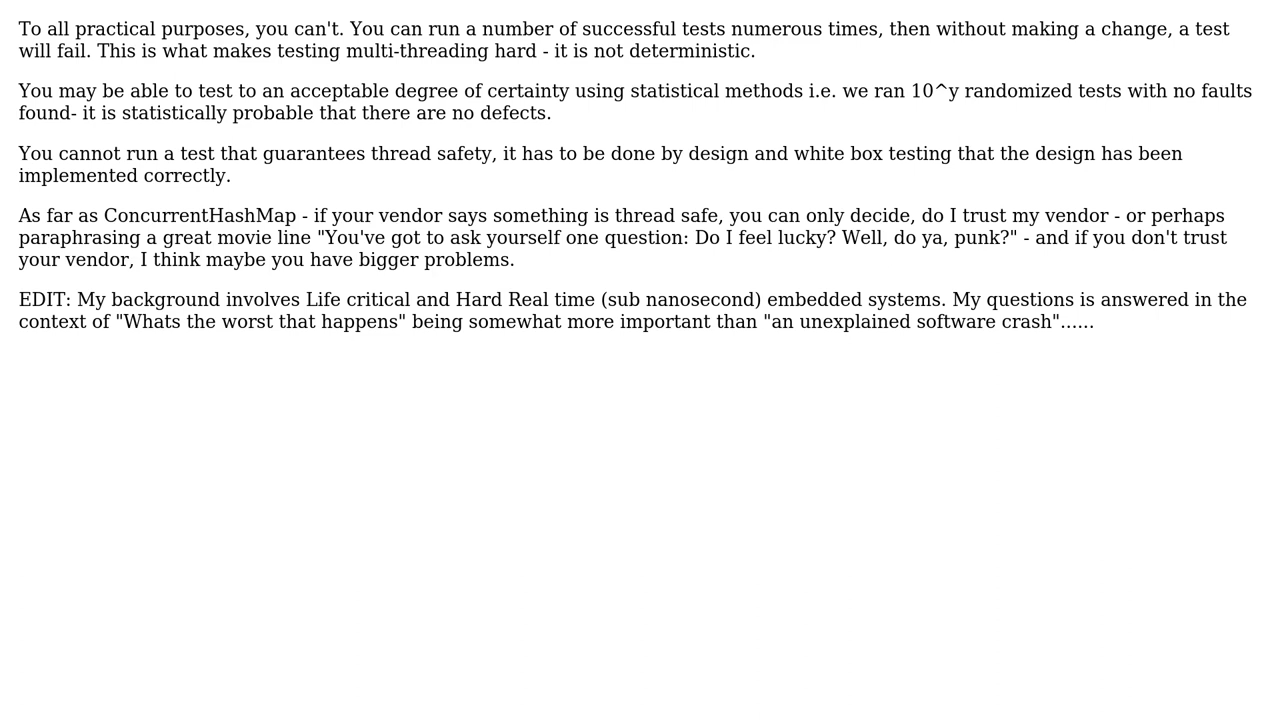 To all practical purposes, you can't. You can run a number of successful tests numerous times, then without making a change, a test
will fail. This is what makes testing multi-threading hard - it is not deterministic.
You may be able to test to an acceptable degree of certainty using statistical methods i.e. we ran 10^y randomized tests with no faults
found- it is statistically probable that there are no defects.
You cannot run a test that guarantees thread safety, it has to be done by design and white box testing that the design has been
implemented correctly.
As far as ConcurrentHashMap - if your vendor says something is thread safe, you can only decide, do I trust my vendor - or perhaps
paraphrasing a great movie line "You've got to ask yourself one question: Do I feel lucky? Well, do ya, punk?" - and if you don't trust
your vendor, I think maybe you have bigger problems.
EDIT: My background involves Life critical and Hard Real time (sub nanosecond) embedded systems. My questions is answered in the
context of "Whats the worst that happens" being somewhat more important than "an unexplained software crash"......